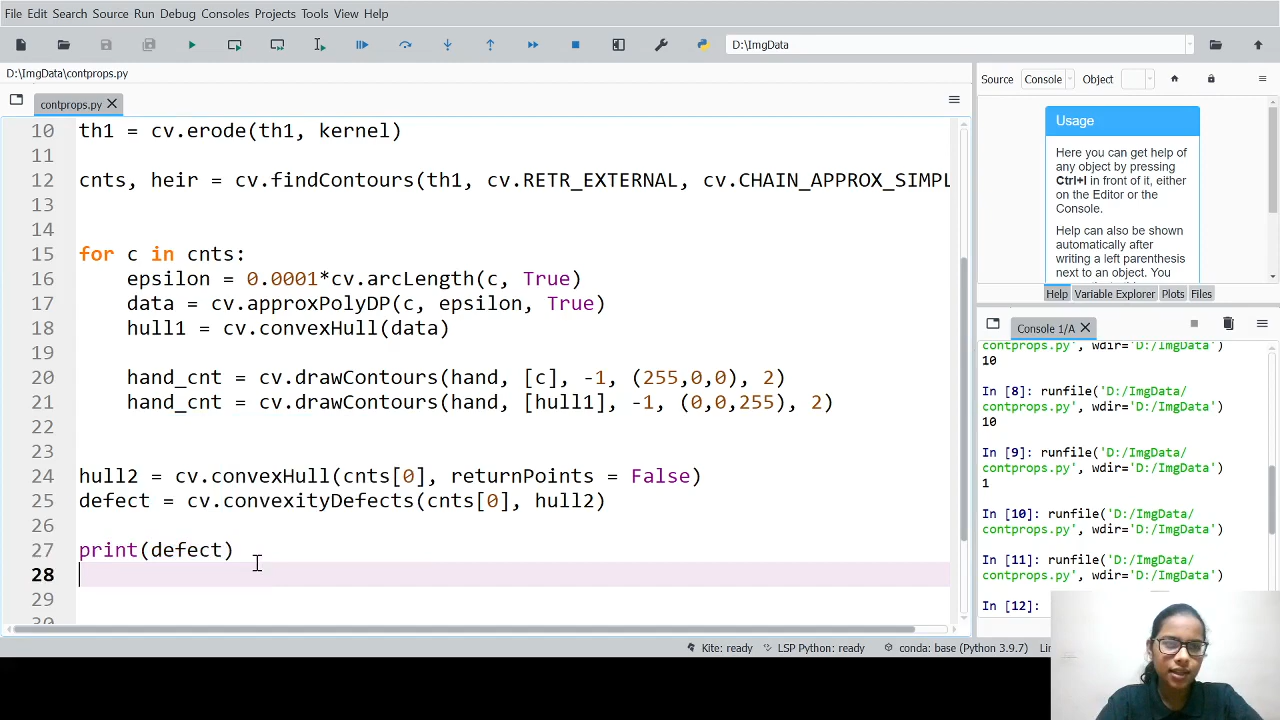 File Edit Search Source Run Debug Consoles Projects Tools View Help
D:\ImgData
D:\ImgData\contprops.py
contprops.py
10 th1 = cv.erode(th1, kernel)
11
12 cnts, heir = cv.findContours(th1, cv.RETR_EXTERNAL, cv.CHAIN_APPROX_SIMPL
13
14
15 for c in cnts:
16 epsilon = 0.0001*cv.arcLength(c, True)
17 data = cv.approxPolyDP(c, epsilon, True)
18 hull1 = cv.convexHull(data)
19
20 hand_cnt = cv.drawContours(hand, [c], -1, (255,0,0), 2)
21 hand_cnt = cv.drawContours(hand, [hull1], -1, (0,0,255), 2)
22
23
24 hull2 = cv.convexHull(cnts[0], returnPoints = False)
25 defect = cv.convexityDefects(cnts[0], hull2)
26
27 print(defect)
28
29
30
Source Console Object
Usage
Here you can get help of
any object by pressing
Ctrl+I in front of it, either
on the Editor or the
Console.
Help can also be shown
automatically after
writing a left parenthesis
next to an object. You
Help Variable Explorer Plots Files
Console 1/A
contprops.py', wdir='D:/ImgData')
10
In [8]: runfile('D:/ImgData/
contprops.py', wdir='D:/ImgData')
10
In [9]: runfile('D:/ImgData/
contprops.py', wdir='D:/ImgData')
1
In [10]: runfile('D:/ImgData/
contprops.py', wdir='D:/ImgData')
In [11]: runfile('D:/ImgData/
contprops.py', wdir='D:/ImgData')
In [12]:
Kite: ready LSP Python: ready conda: base (Python 3.9.7)